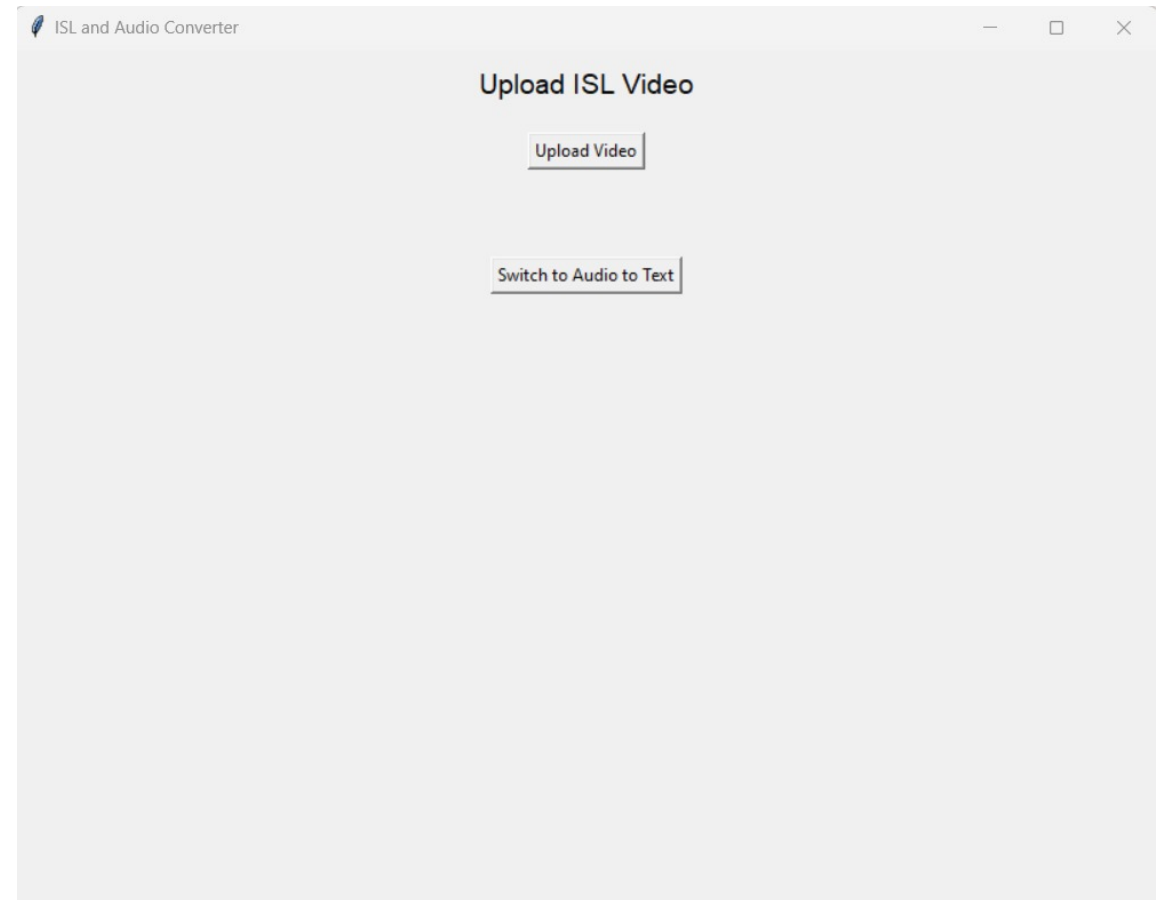 ISL and Audio Converter
Upload ISL Video
Upload Video
Switch to Audio to Text